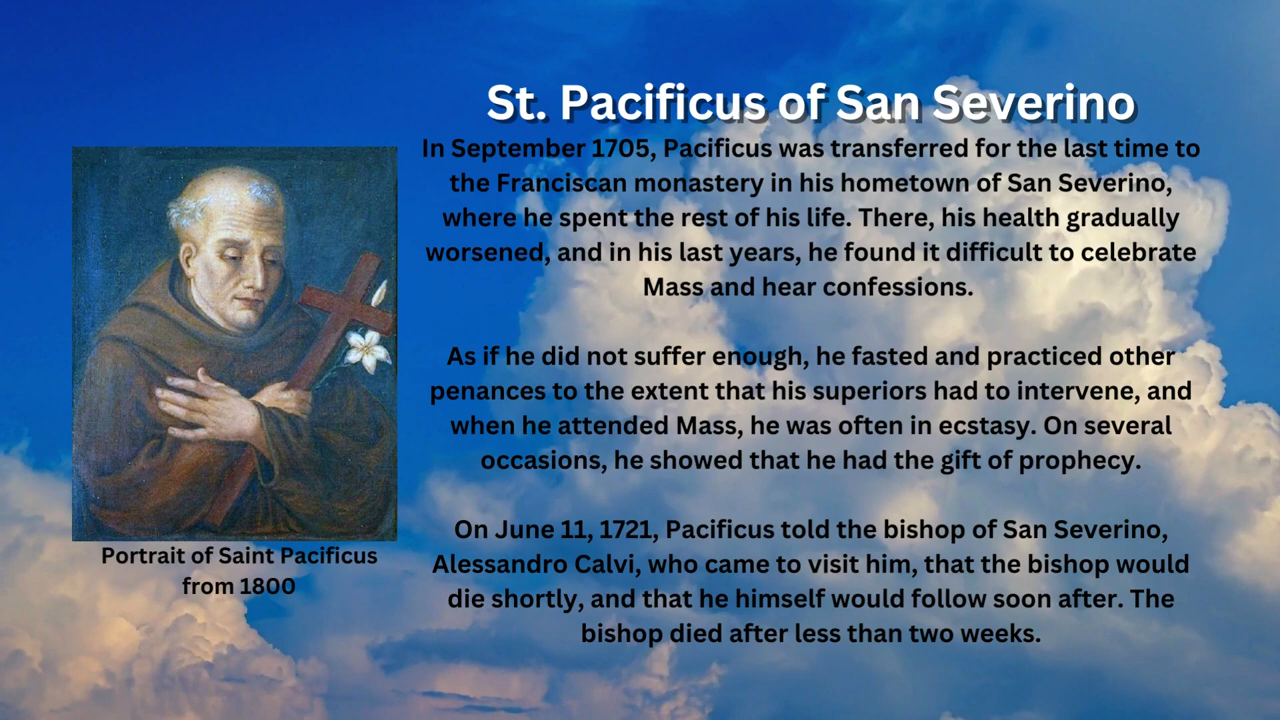 St. Pacificus of San Severino
In September 1705, Pacificus was transferred for the last time to
the Franciscan monastery in his hometown of San Severino,
where he spent the rest of his life. There, his health gradually
worsened, and in his last years, he found it difficult to celebrate
Mass and hear confessions.
As if he did not suffer enough, he fasted and practiced other
penances to the extent that his superiors had to intervene, and
when he attended Mass, he was often in ecstasy. On several
occasions, he showed that he had the gift of prophecy.
On June 11, 1721, Pacificus told the bishop of San Severino,
Alessandro Calvi, who came to visit him, that the bishop would
die shortly, and that he himself would follow soon after. The
bishop died after less than two weeks.
Portrait of Saint Pacificus
from 1800